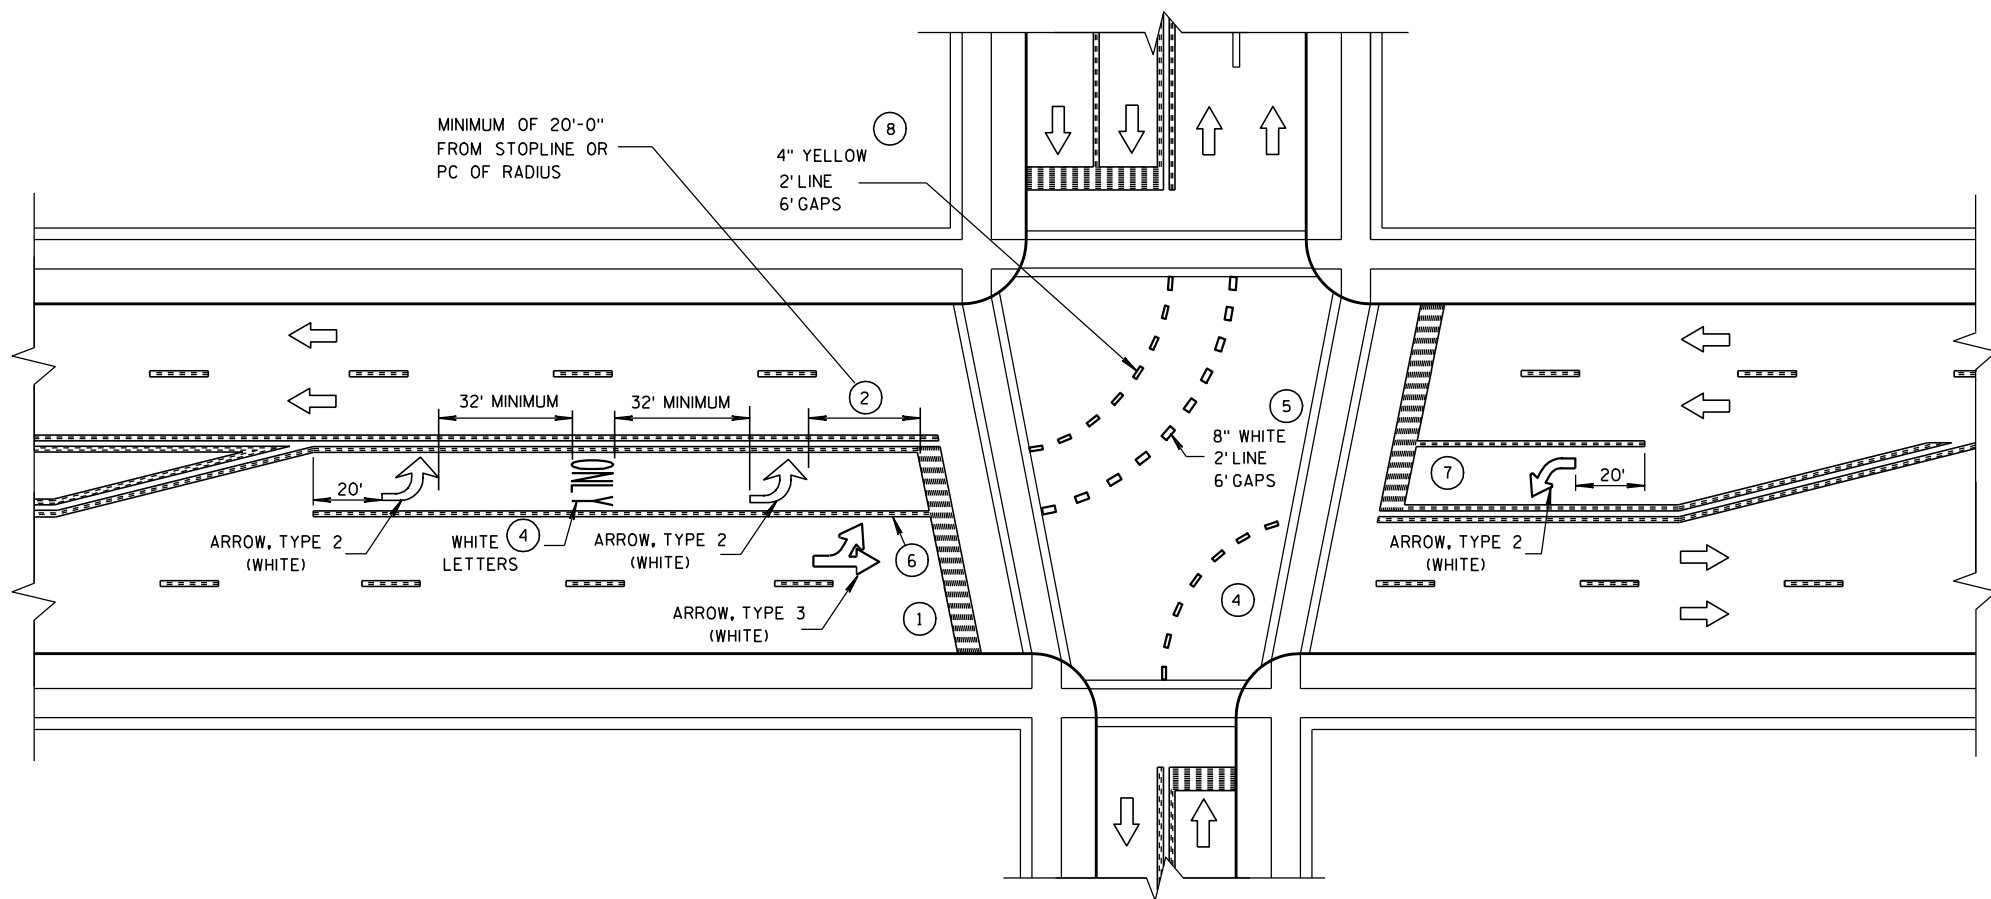 MINIMUM OF 20'-0"
FROM STOPLINE OR
PC OF RADIUS
8
4" YELLOW
2' LINE
6' GAPS
32' MINIMUM
32' MINIMUM
2
5
8" WHITE
2' LINE
6' GAPS
20'
ONLY
7
20'
ARROW, TYPE 2
(WHITE)
WHITE
LETTERS
4
ARROW, TYPE 2
(WHITE)
6
ARROW, TYPE 2
(WHITE)
4
ARROW, TYPE 3
(WHITE)
1